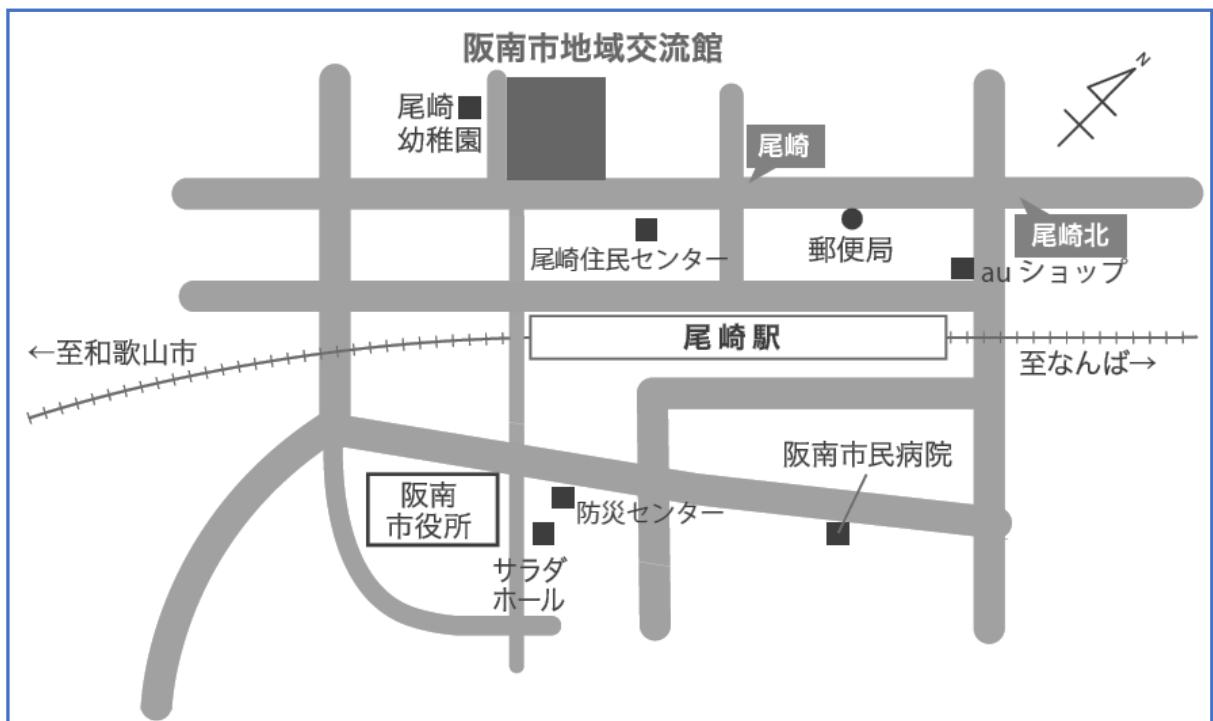 阪南市地域交流館
N
尾崎
幼稚園
尾崎
尾崎北
郵便局
尾崎住民センター
au ショップ
尾崎駅
←至和歌山市
至なんば→
阪南市民病院
阪南
市役所
防災センター
サラダ
ホール